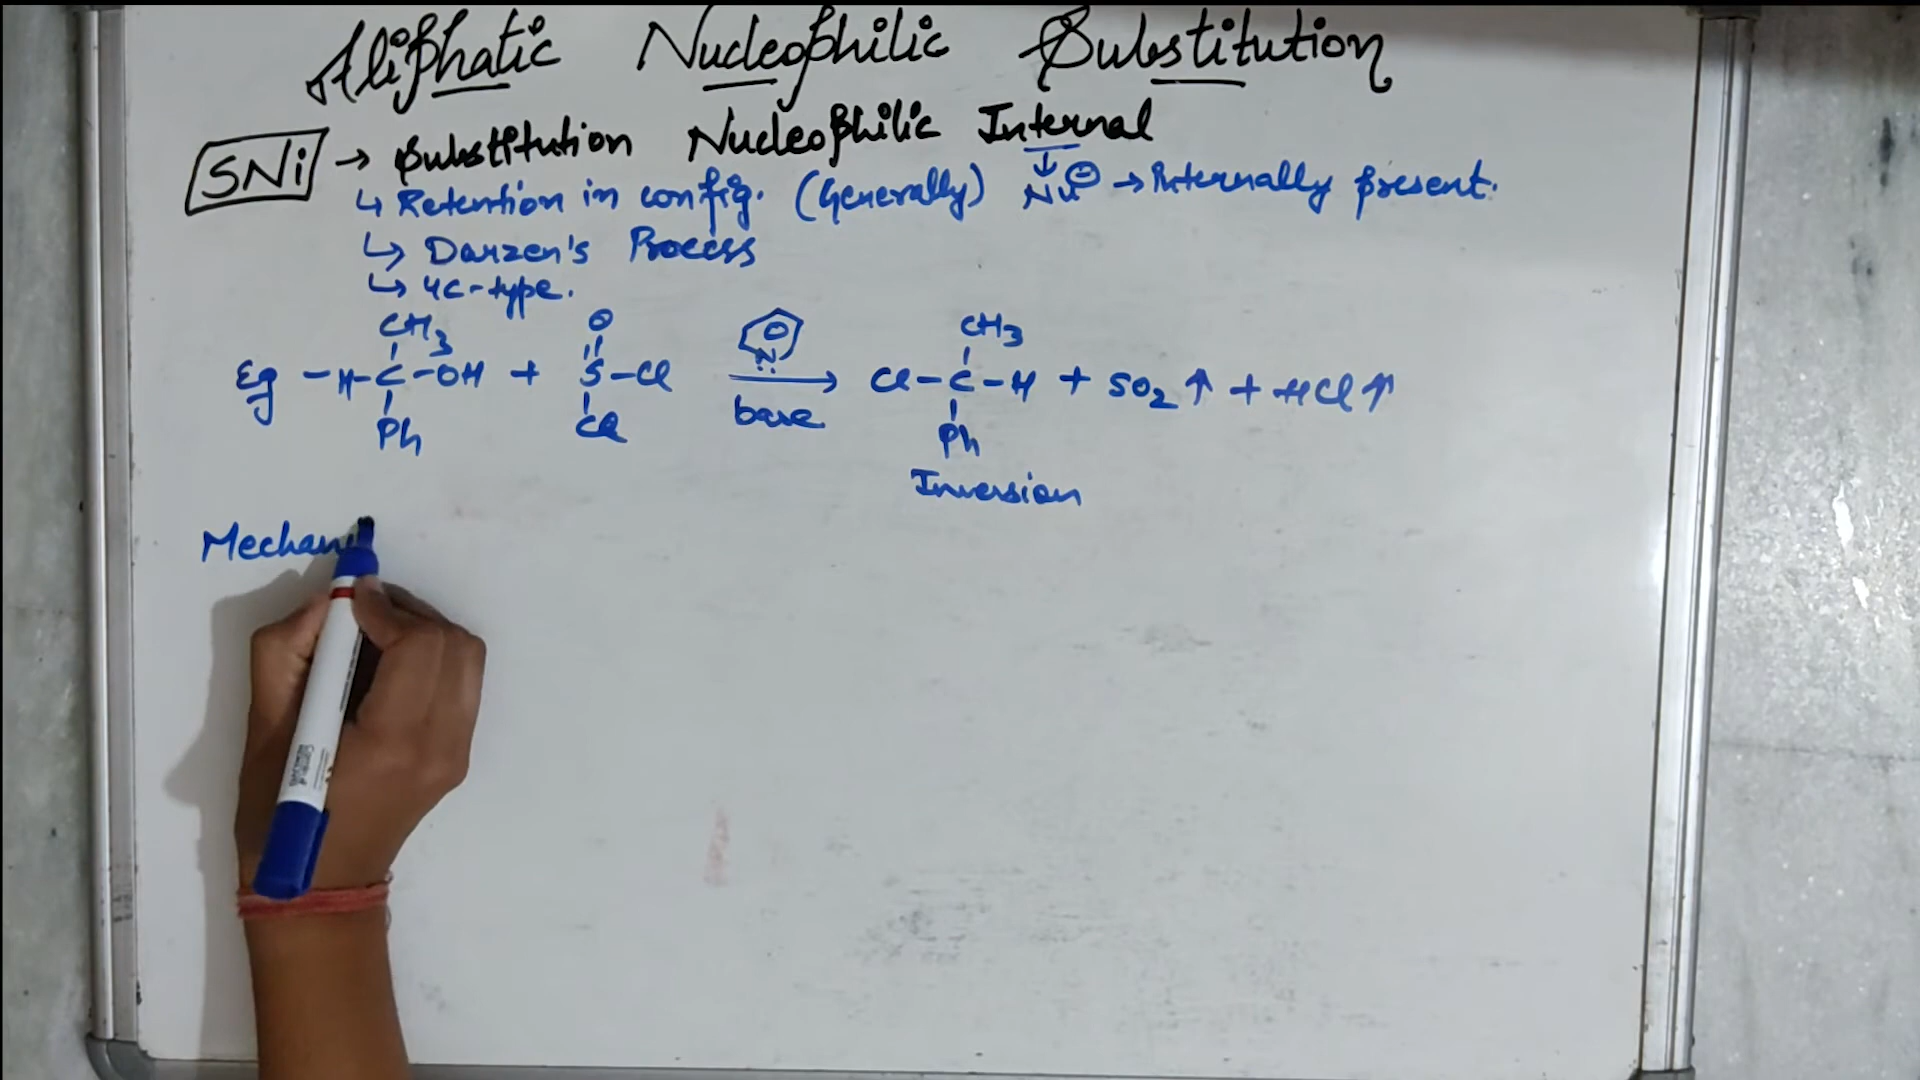 Aliphatic Nucleophilic Substitution
SNi → Substitution Nucleophilic Internal
↳ Retention in config. (Generally) Nu⊖ → Internally present.
↳ Darzen's Process
↳ 4c-type.
CH3 O CH3
Eg - H-C-OH + S-Cl N: → Cl-C-H + SO2 ↑ + HCl ↑
Ph Cl base Ph
Inversion
Mechan